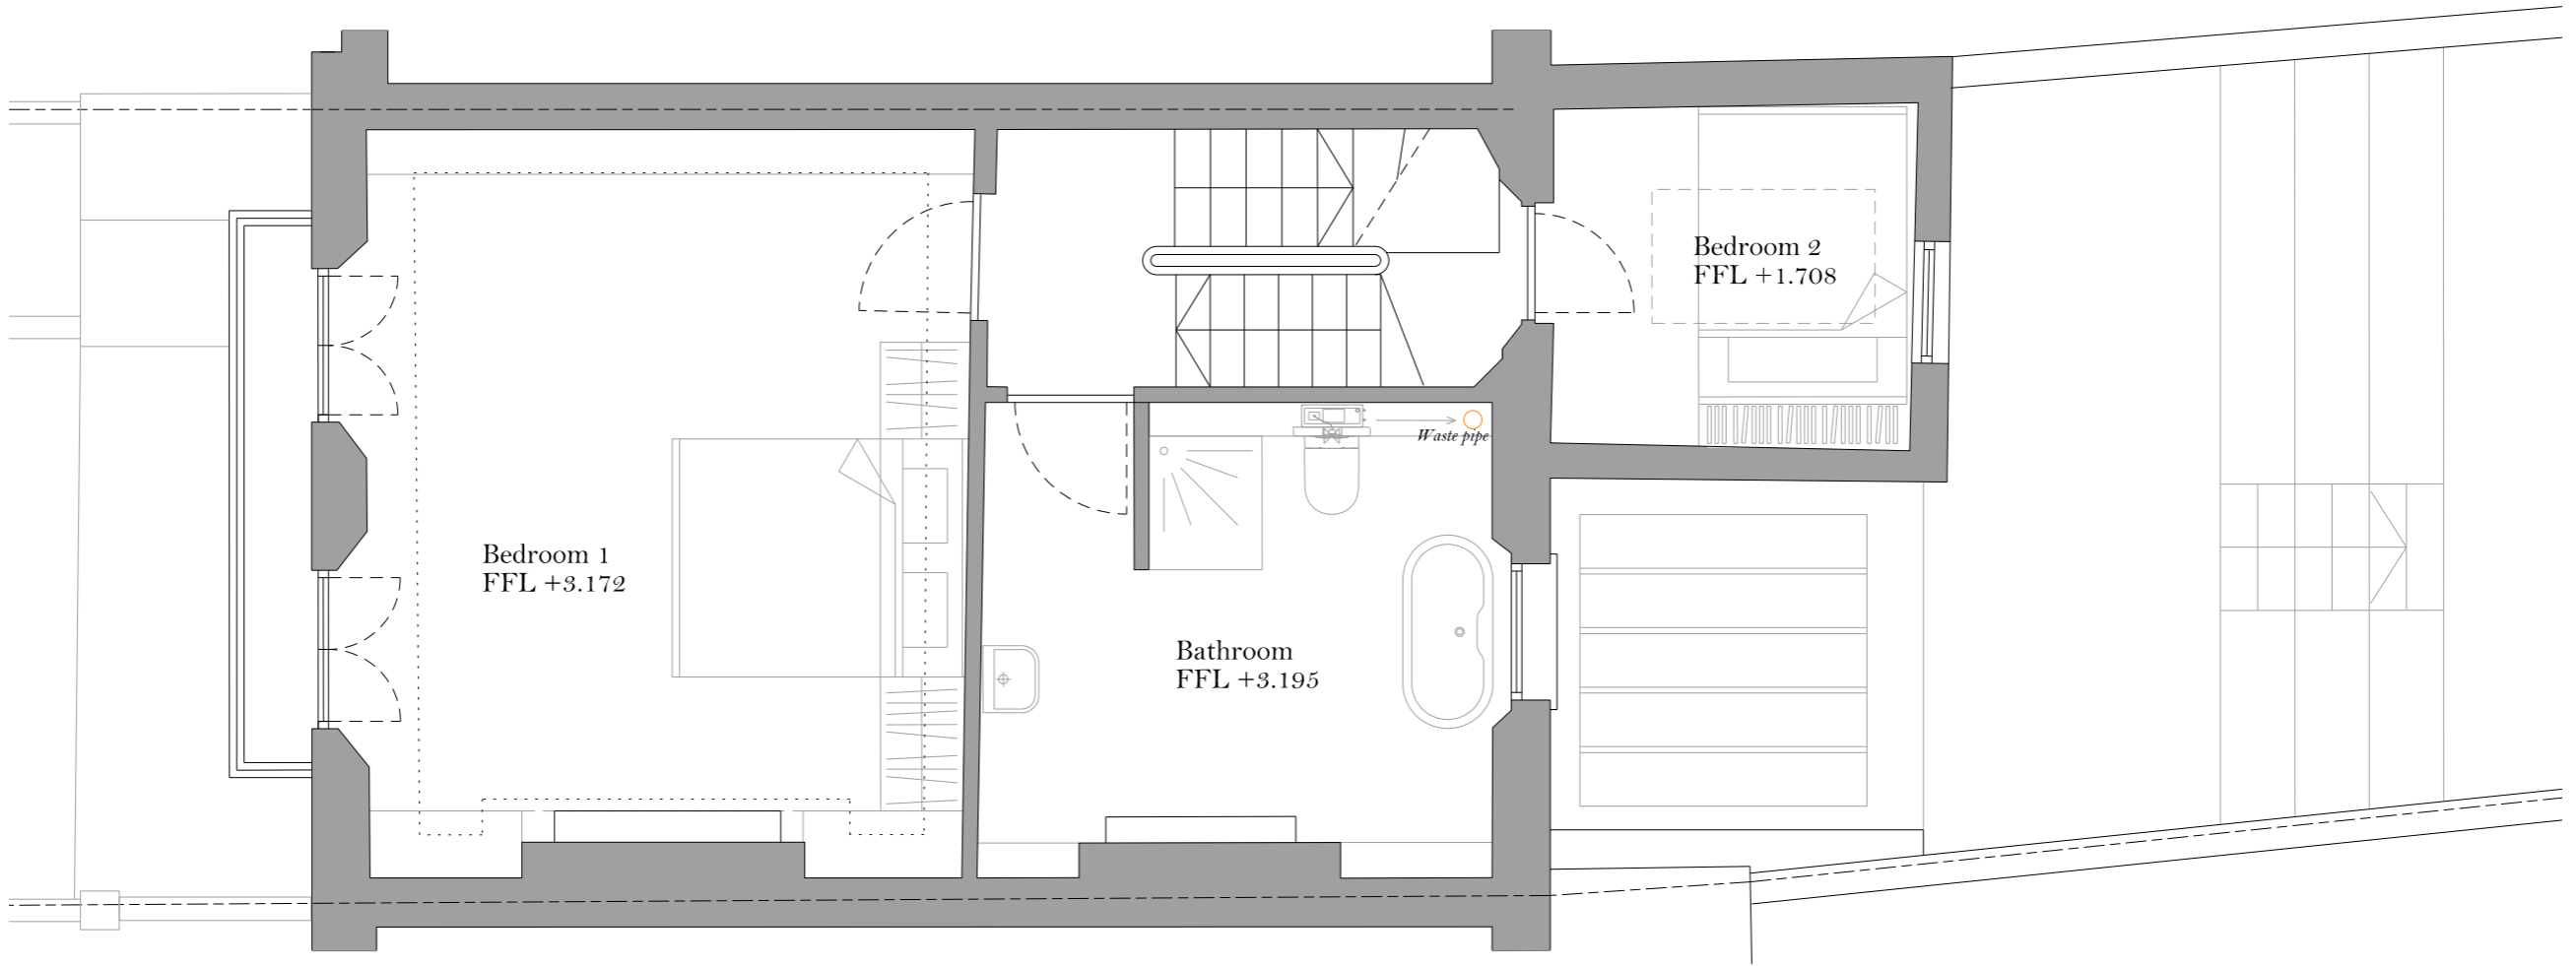 Bedroom 2
FFL +1.708
Waste pipe
Bedroom 1
FFL +3.172
Bathroom
FFL +3.195